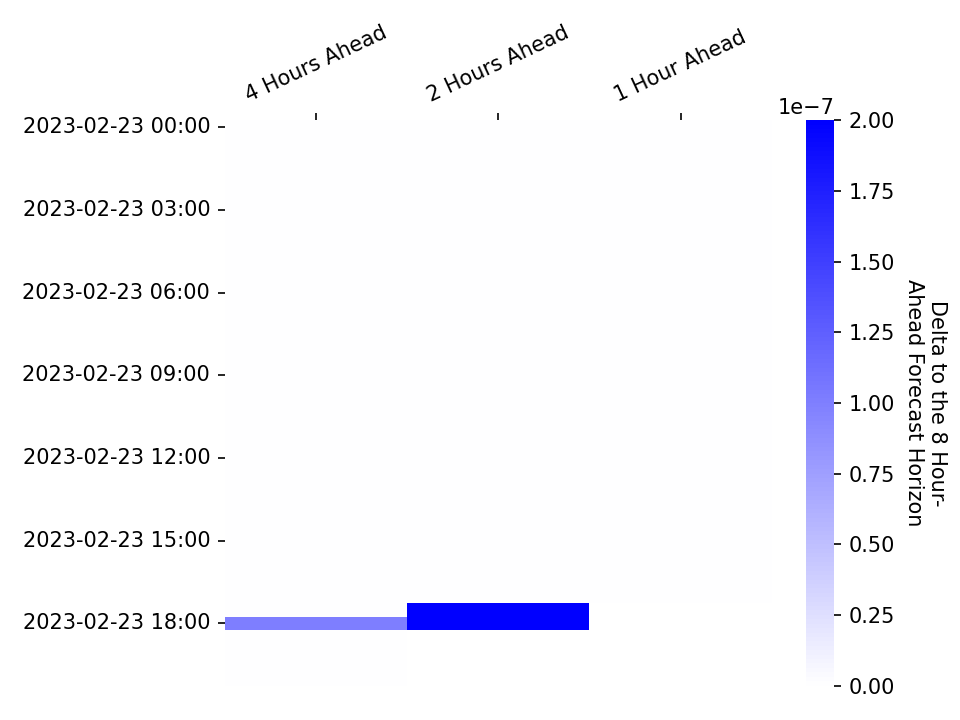 4 Hours Ahead
2 Hours Ahead
1 Hour Ahead
1e−7
2023-02-23 00:00
2023-02-23 03:00
2023-02-23 06:00
2023-02-23 09:00
2023-02-23 12:00
2023-02-23 15:00
2023-02-23 18:00
2.00
1.75
1.50
1.25
1.00
0.75
0.50
0.25
0.00
Delta to the 8 Hour-
Ahead Forecast Horizon